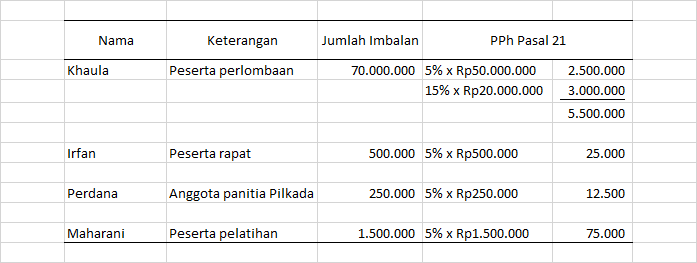 Nama Keterangan Jumlah Imbalan PPh Pasal 21
Khaula Peserta perlombaan 70.000.000 5% x Rp50.000.000 2.500.000
15% x Rp20.000.000 3.000.000
5.500.000
Irfan Peserta rapat 500.000 5% x Rp500.000 25.000
Perdana Anggota panitia Pilkada 250.000 5% x Rp250.000 12.500
Maharani Peserta pelatihan 1.500.000 5% x Rp1.500.000 75.000